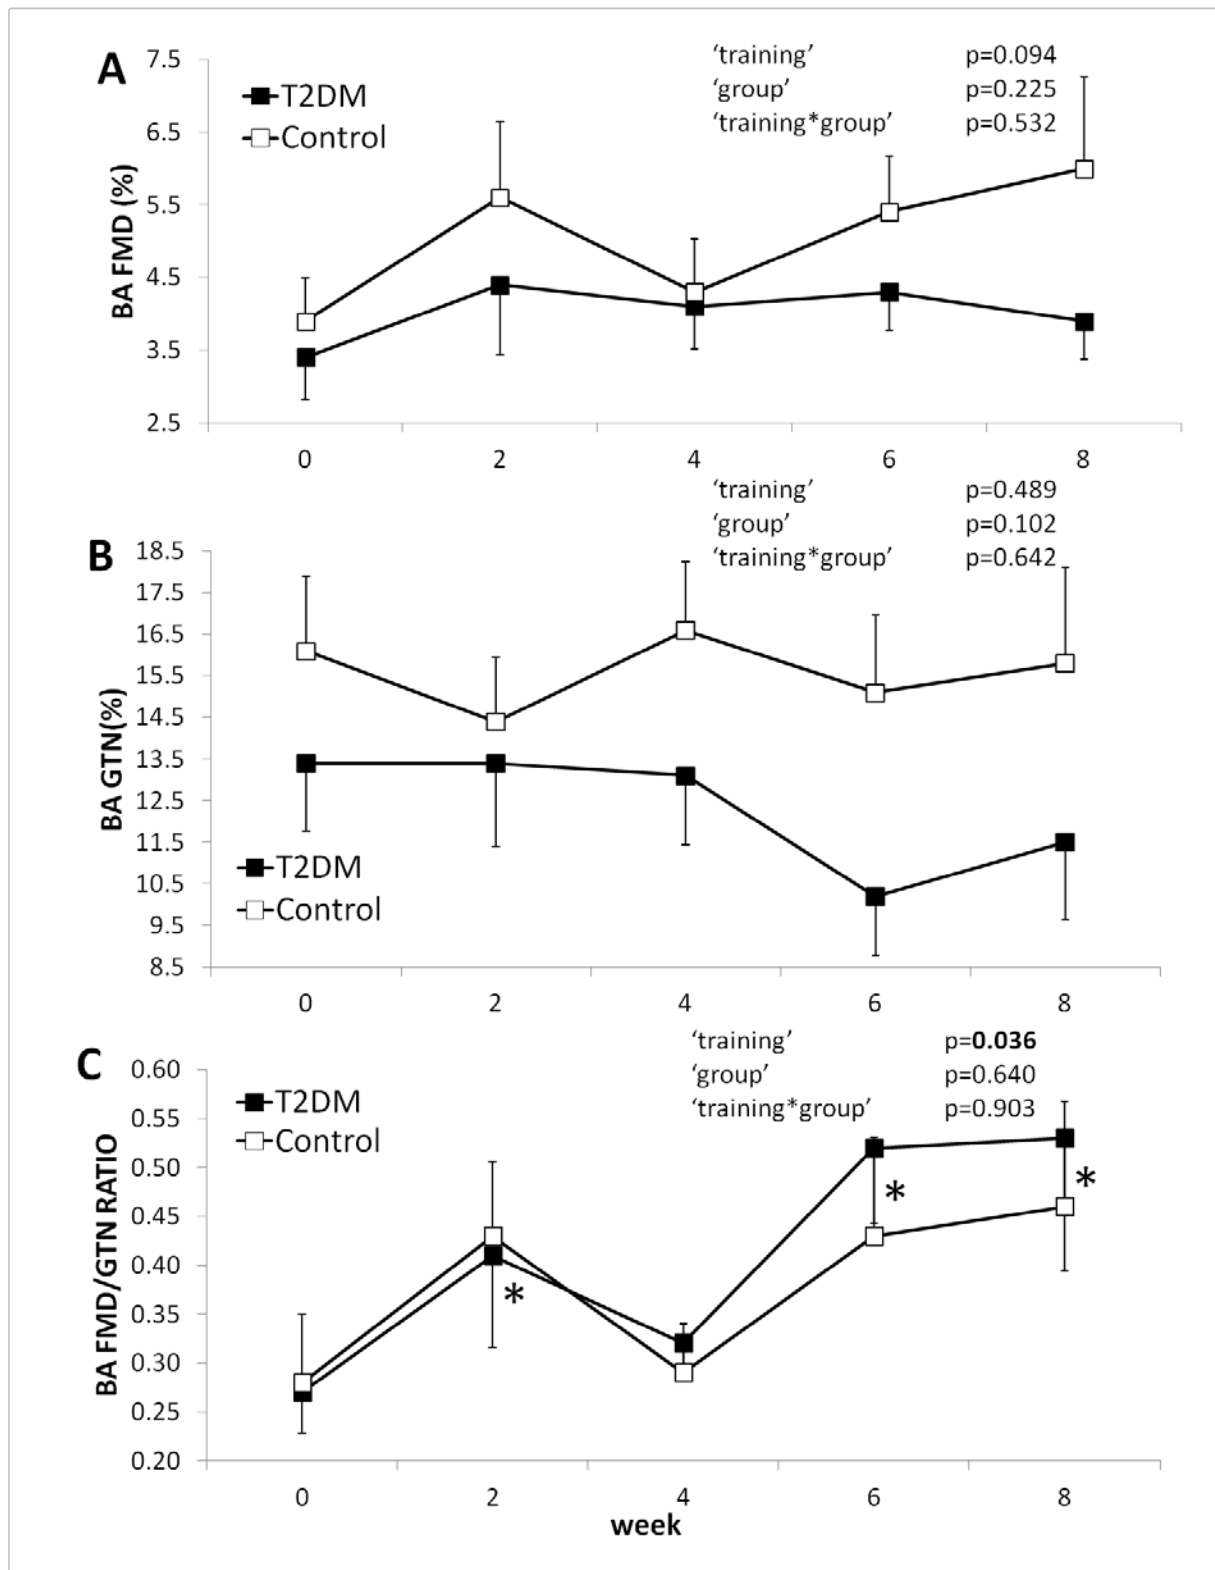 A
7.5
‘training’ p=0.094
T2DM
‘group’ p=0.225
Control
‘training*group’ p=0.532
6.5
5.5
4.5
3.5
2.5
BA FMD (%)
0 2 4 6 8
‘training’ p=0.489
‘group’ p=0.102
‘training*group’ p=0.642
B
18.5
17.5
16.5
15.5
14.5
13.5
12.5
11.5
10.5
9.5
8.5
BA GTN(%)
T2DM
Control
0 2 4 6 8
‘training’ p=0.036
‘group’ p=0.640
‘training*group’ p=0.903
C
0.60
0.55
0.50
0.45
0.40
0.35
0.30
0.25
0.20
BA FMD/GTN RATIO
T2DM
Control
*
*
*
0 2 4 6 8
week